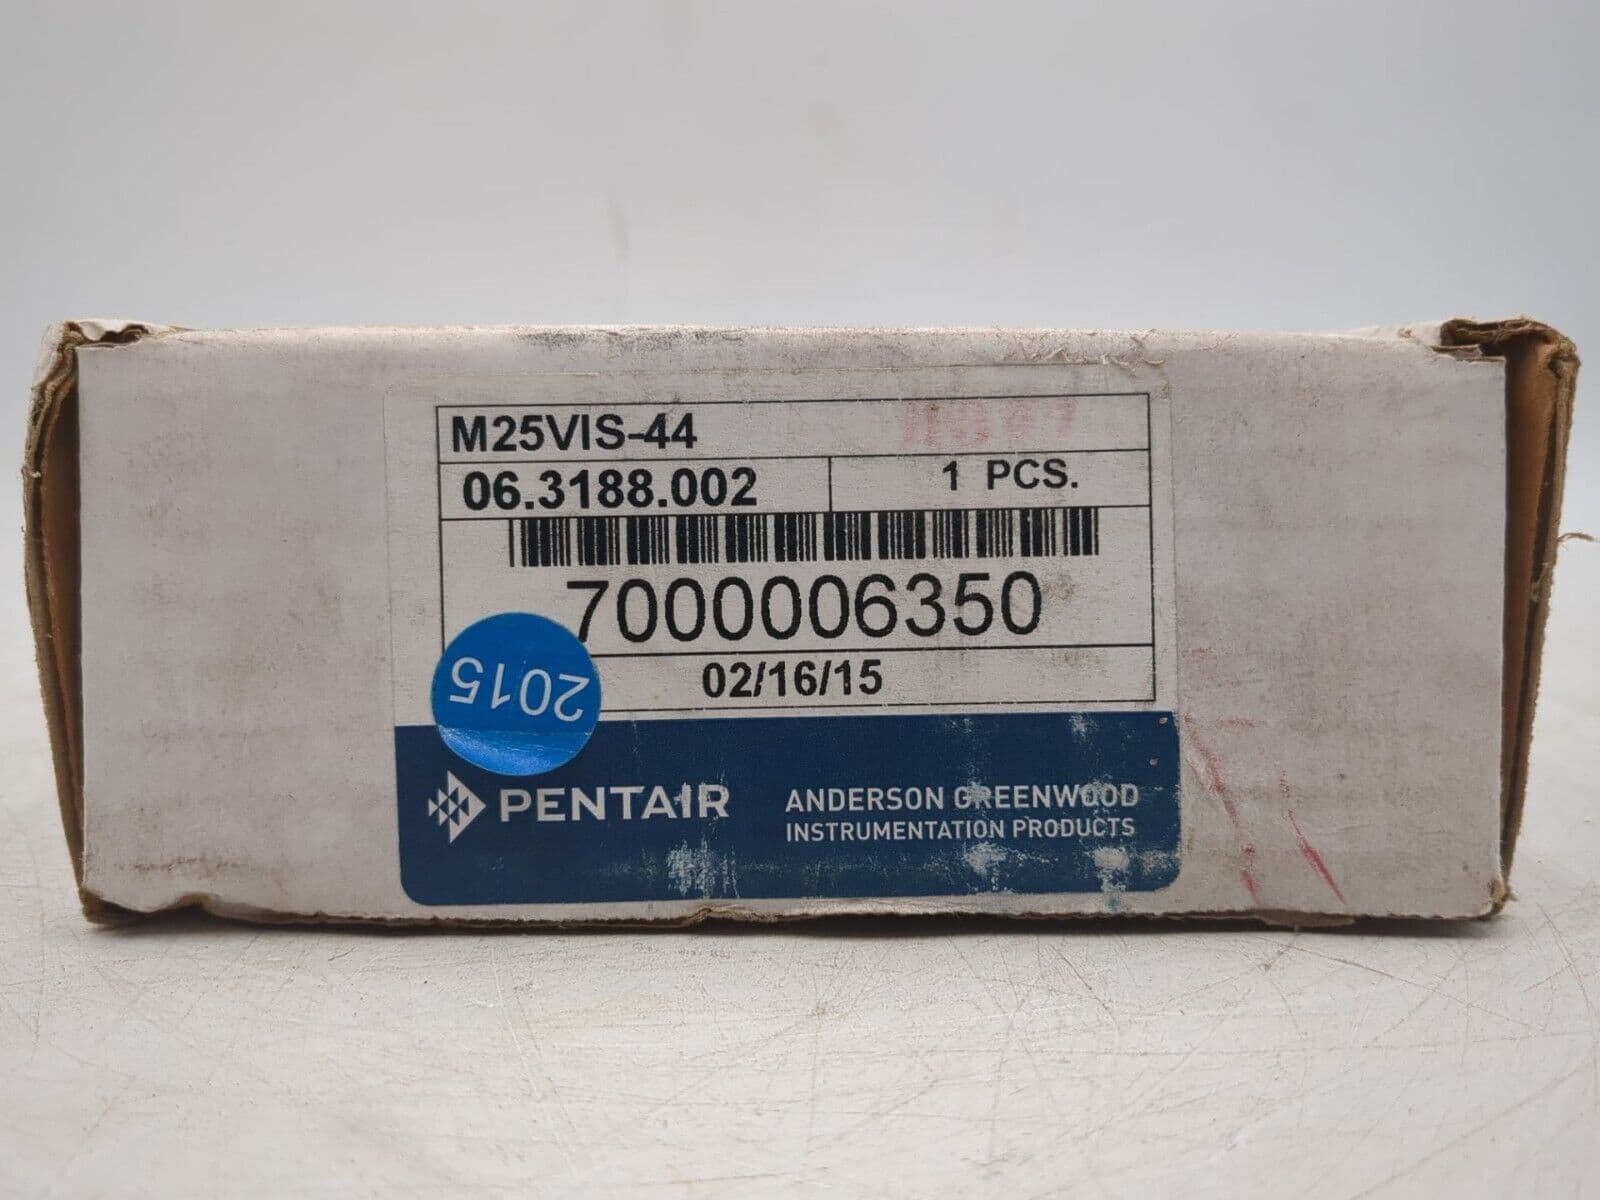 M25VIS-44
06.3188.002
1 PCS.
7000006350
02/16/15
2015
PENTAIR
ANDERSON GREENWOOD
INSTRUMENTATION PRODUCTS